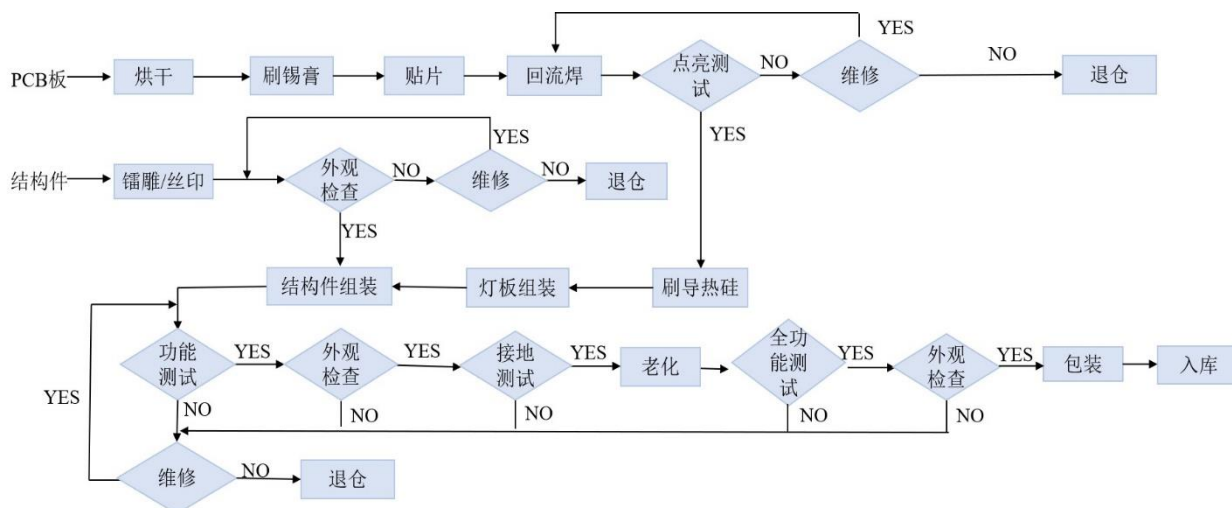 YES
PCB板
烘干
刷锡膏
贴片
回流焊
点亮测
试
NO
维修
NO
退仓
YES
YES
结构件
镭雕/丝印
外观
检查
NO
维修
NO
退仓
YES
结构件组装
灯板组装
刷导热硅
功能
测试
YES
外观
检查
YES
接地
测试
YES
老化
全功
能测
试
YES
外观
检查
YES
包装
入库
YES
NO
NO
NO
NO
NO
维修
NO
退仓